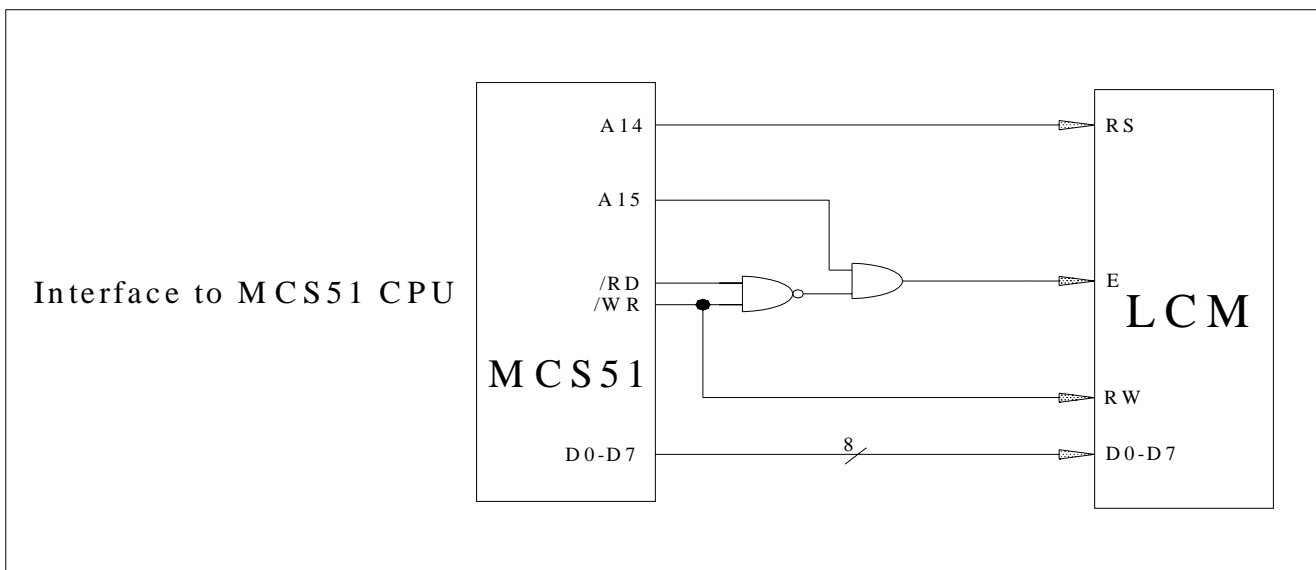 A14
RS
A15
Interface to MCS51 CPU
/RD
/WR
E
LCM
MCS51
RW
D0-D7
8
D0-D7